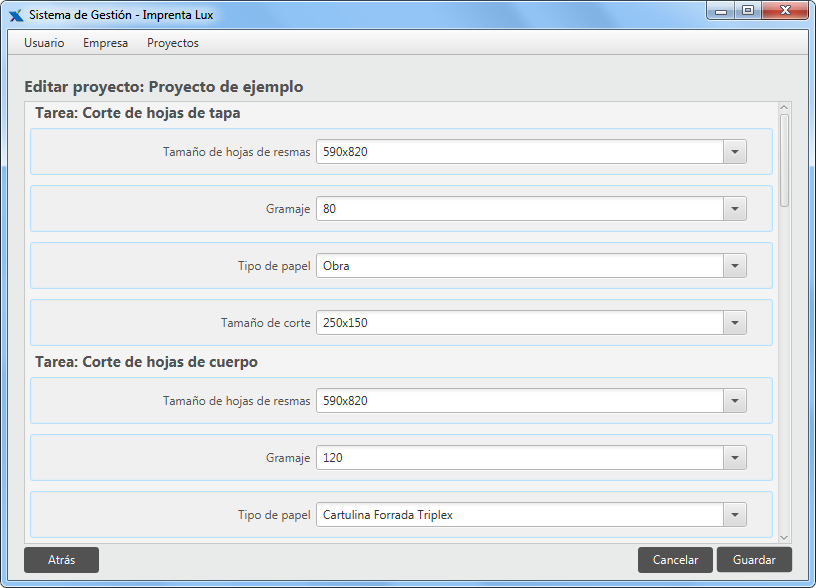 Sistema de Gestión - Imprenta Lux
Usuario Empresa Proyectos
Editar proyecto: Proyecto de ejemplo
Tarea: Corte de hojas de tapa
Tamaño de hojas de resmas 590x820
Gramaje 80
Tipo de papel Obra
Tamaño de corte 250x150
Tarea: Corte de hojas de cuerpo
Tamaño de hojas de resmas 590x820
Gramaje 120
Tipo de papel Cartulina Forrada Triplex
Atrás Cancelar Guardar